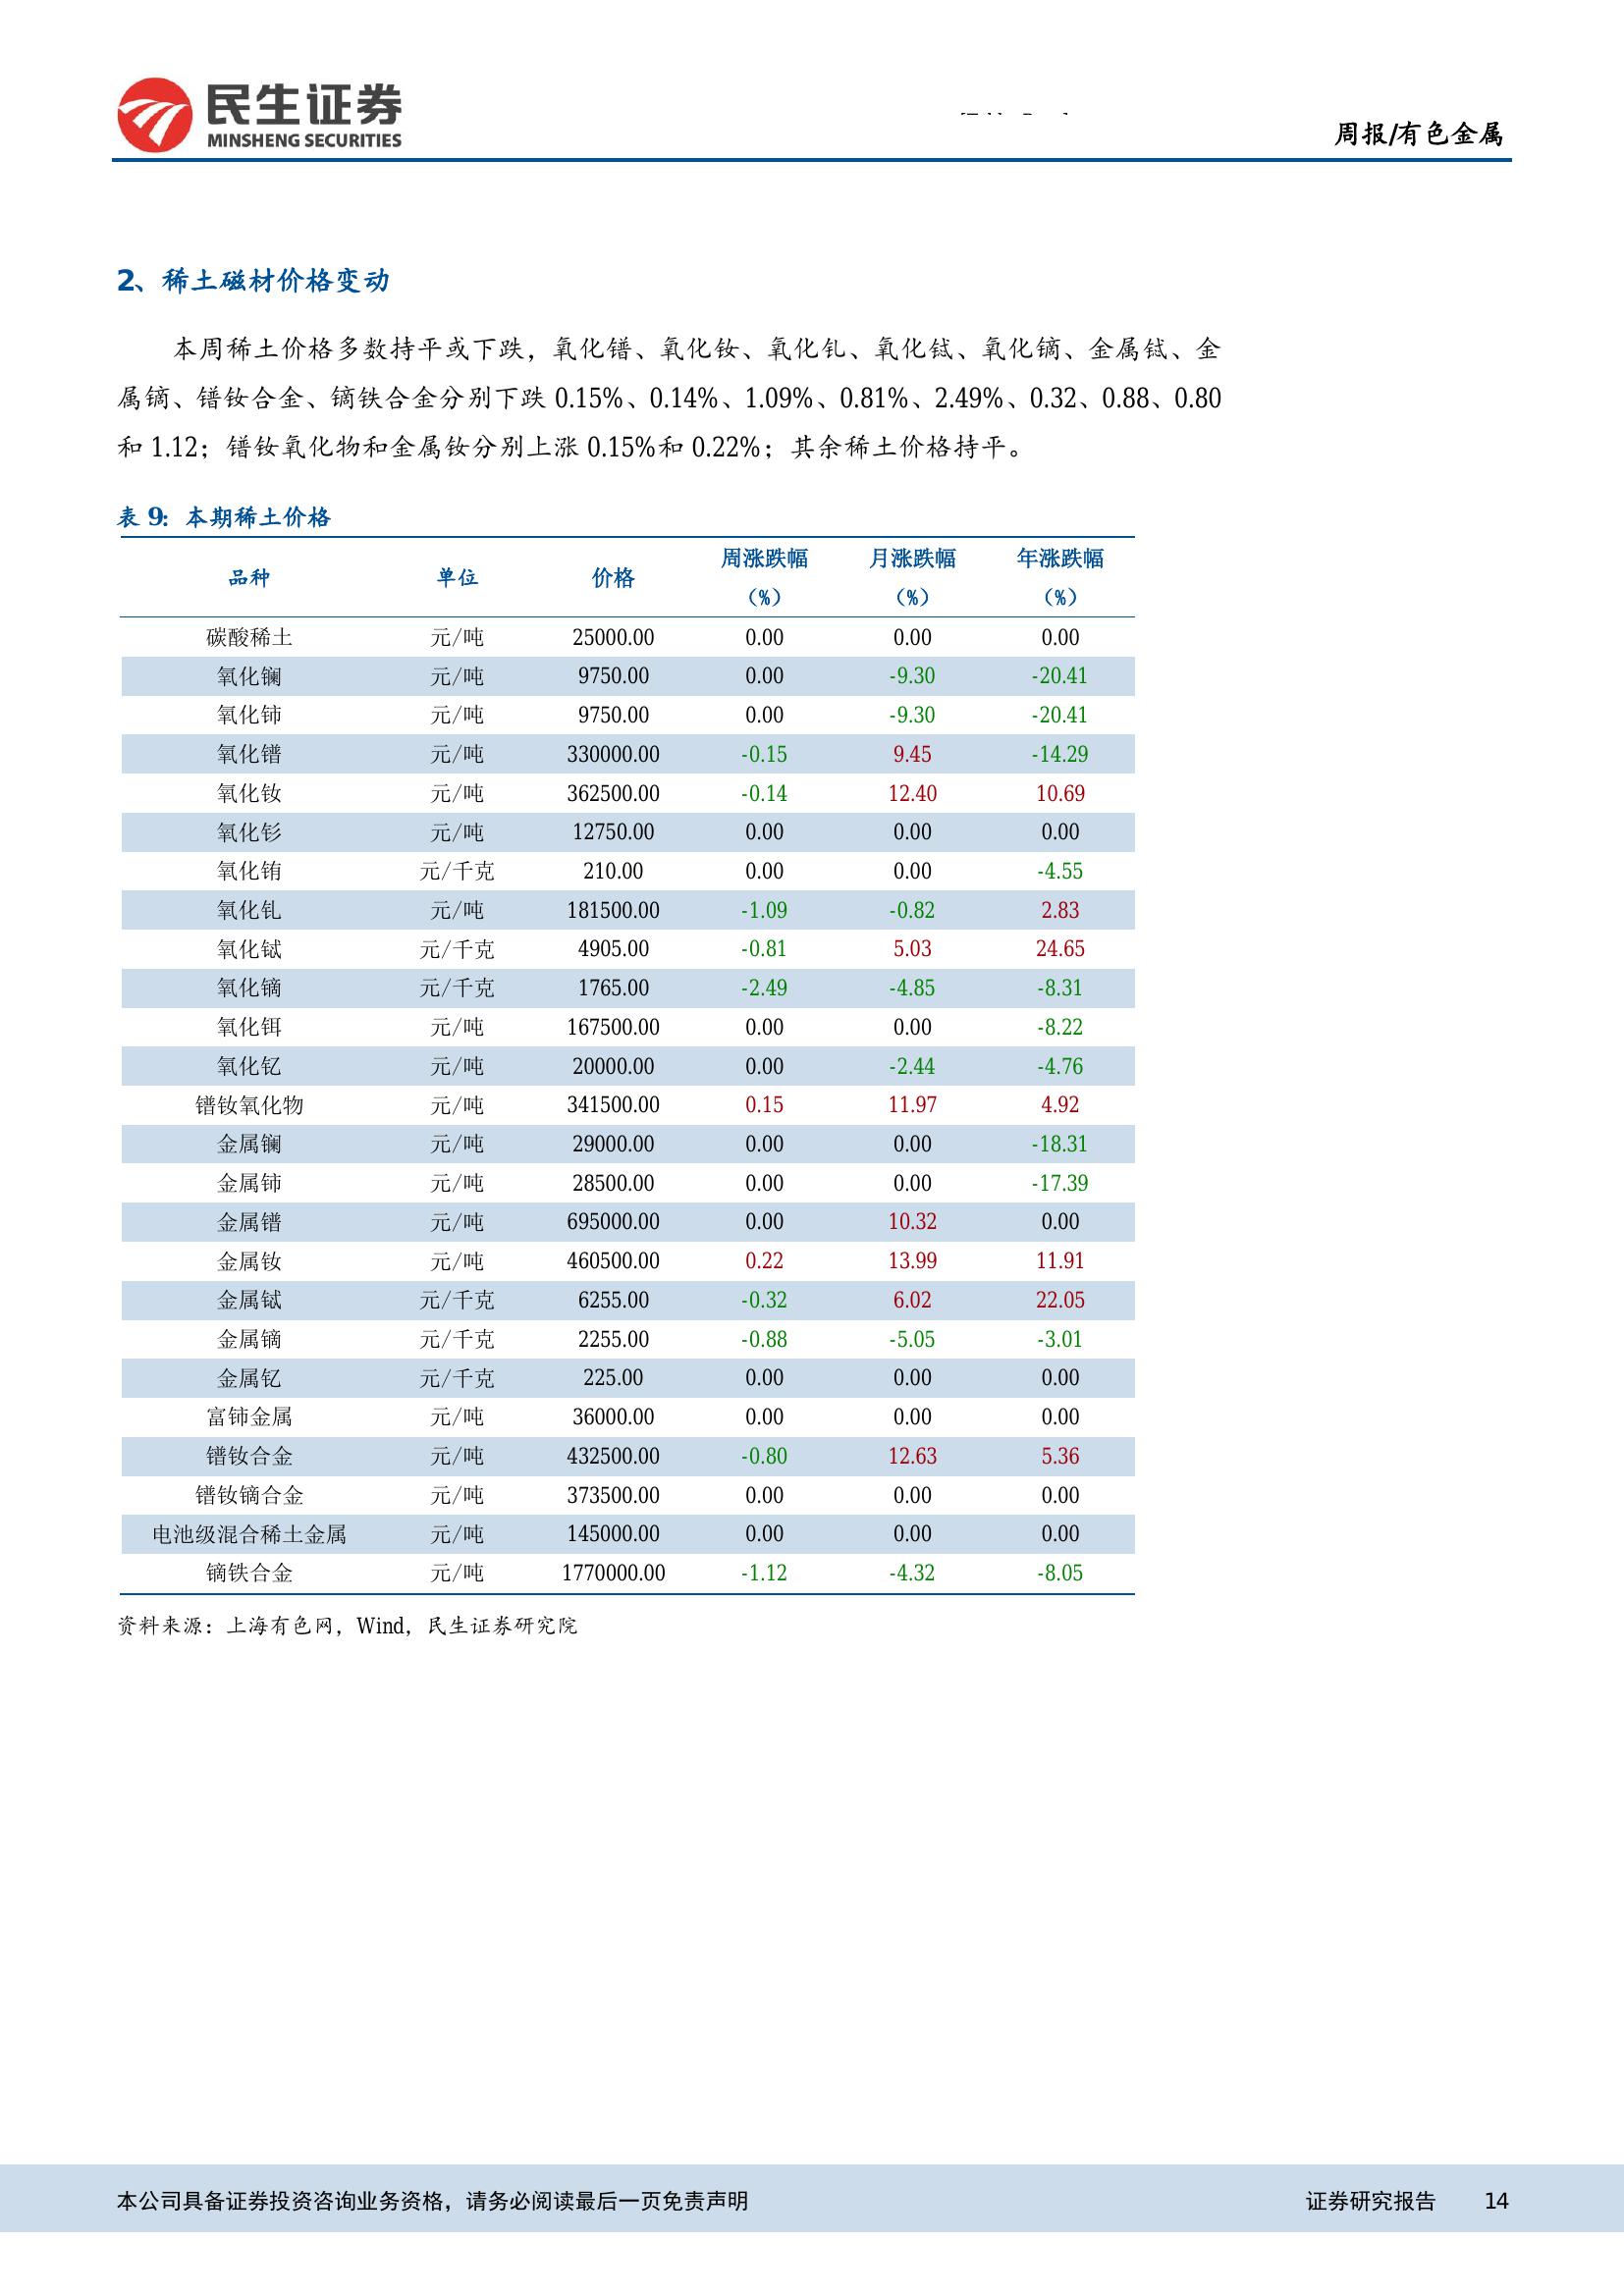 民生证券
MINSHENG SECURITIES
周报/有色金属
2、稀土磁材价格变动
本周稀土价格多数持平或下跌，氧化镨、氧化钕、氧化钆、氧化铽、氧化镝、金属铽、金
属镝、镨钕合金、镝铁合金分别下跌 0.15%、0.14%、1.09%、0.81%、2.49%、0.32、0.88、0.80
和 1.12；镨钕氧化物和金属钕分别上涨 0.15%和 0.22%；其余稀土价格持平。
表 9：本期稀土价格
品种 单位 价格 周涨跌幅（%） 月涨跌幅（%） 年涨跌幅（%）
碳酸稀土 元/吨 25000.00 0.00 0.00 0.00
氧化镧 元/吨 9750.00 0.00 -9.30 -20.41
氧化铈 元/吨 9750.00 0.00 -9.30 -20.41
氧化镨 元/吨 330000.00 -0.15 9.45 -14.29
氧化钕 元/吨 362500.00 -0.14 12.40 10.69
氧化钐 元/吨 12750.00 0.00 0.00 0.00
氧化铕 元/千克 210.00 0.00 0.00 -4.55
氧化钆 元/吨 181500.00 -1.09 -0.82 2.83
氧化铽 元/千克 4905.00 -0.81 5.03 24.65
氧化镝 元/千克 1765.00 -2.49 -4.85 -8.31
氧化铒 元/吨 167500.00 0.00 0.00 -8.22
氧化钇 元/吨 20000.00 0.00 -2.44 -4.76
镨钕氧化物 元/吨 341500.00 0.15 11.97 4.92
金属镧 元/吨 29000.00 0.00 0.00 -18.31
金属铈 元/吨 28500.00 0.00 0.00 -17.39
金属镨 元/吨 695000.00 0.00 10.32 0.00
金属钕 元/吨 460500.00 0.22 13.99 11.91
金属铽 元/千克 6255.00 -0.32 6.02 22.05
金属镝 元/千克 2255.00 -0.88 -5.05 -3.01
金属钇 元/千克 225.00 0.00 0.00 0.00
富铈金属 元/吨 36000.00 0.00 0.00 0.00
镨钕合金 元/吨 432500.00 -0.80 12.63 5.36
镨钕镝合金 元/吨 373500.00 0.00 0.00 0.00
电池级混合稀土金属 元/吨 145000.00 0.00 0.00 0.00
镝铁合金 元/吨 1770000.00 -1.12 -4.32 -8.05
资料来源：上海有色网，Wind，民生证券研究院
本公司具备证券投资咨询业务资格，请务必阅读最后一页免责声明 证券研究报告 14